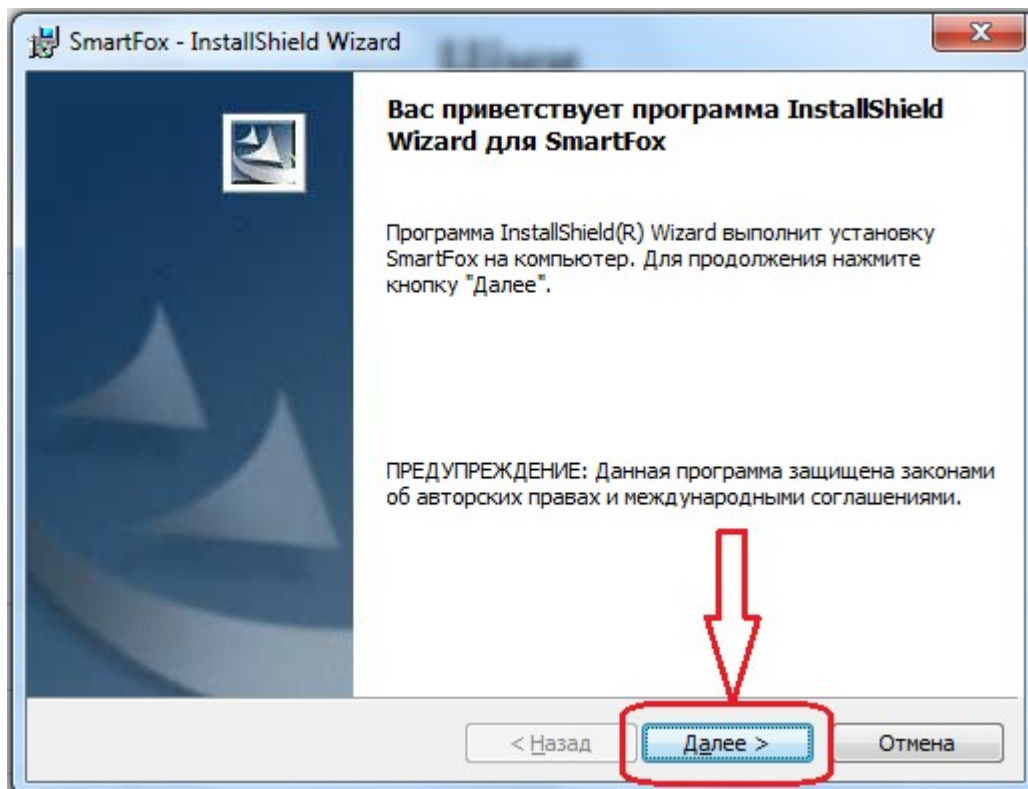 SmartFox - InstallShield Wizard
Вас приветствует программа InstallShield
Wizard для SmartFox
Программа InstallShield(R) Wizard выполнит установку
SmartFox на компьютер. Для продолжения нажмите
кнопку "Далее".
ПРЕДУПРЕЖДЕНИЕ: Данная программа защищена законами
об авторских правах и международными соглашениями.
< Назад Далее > Отмена